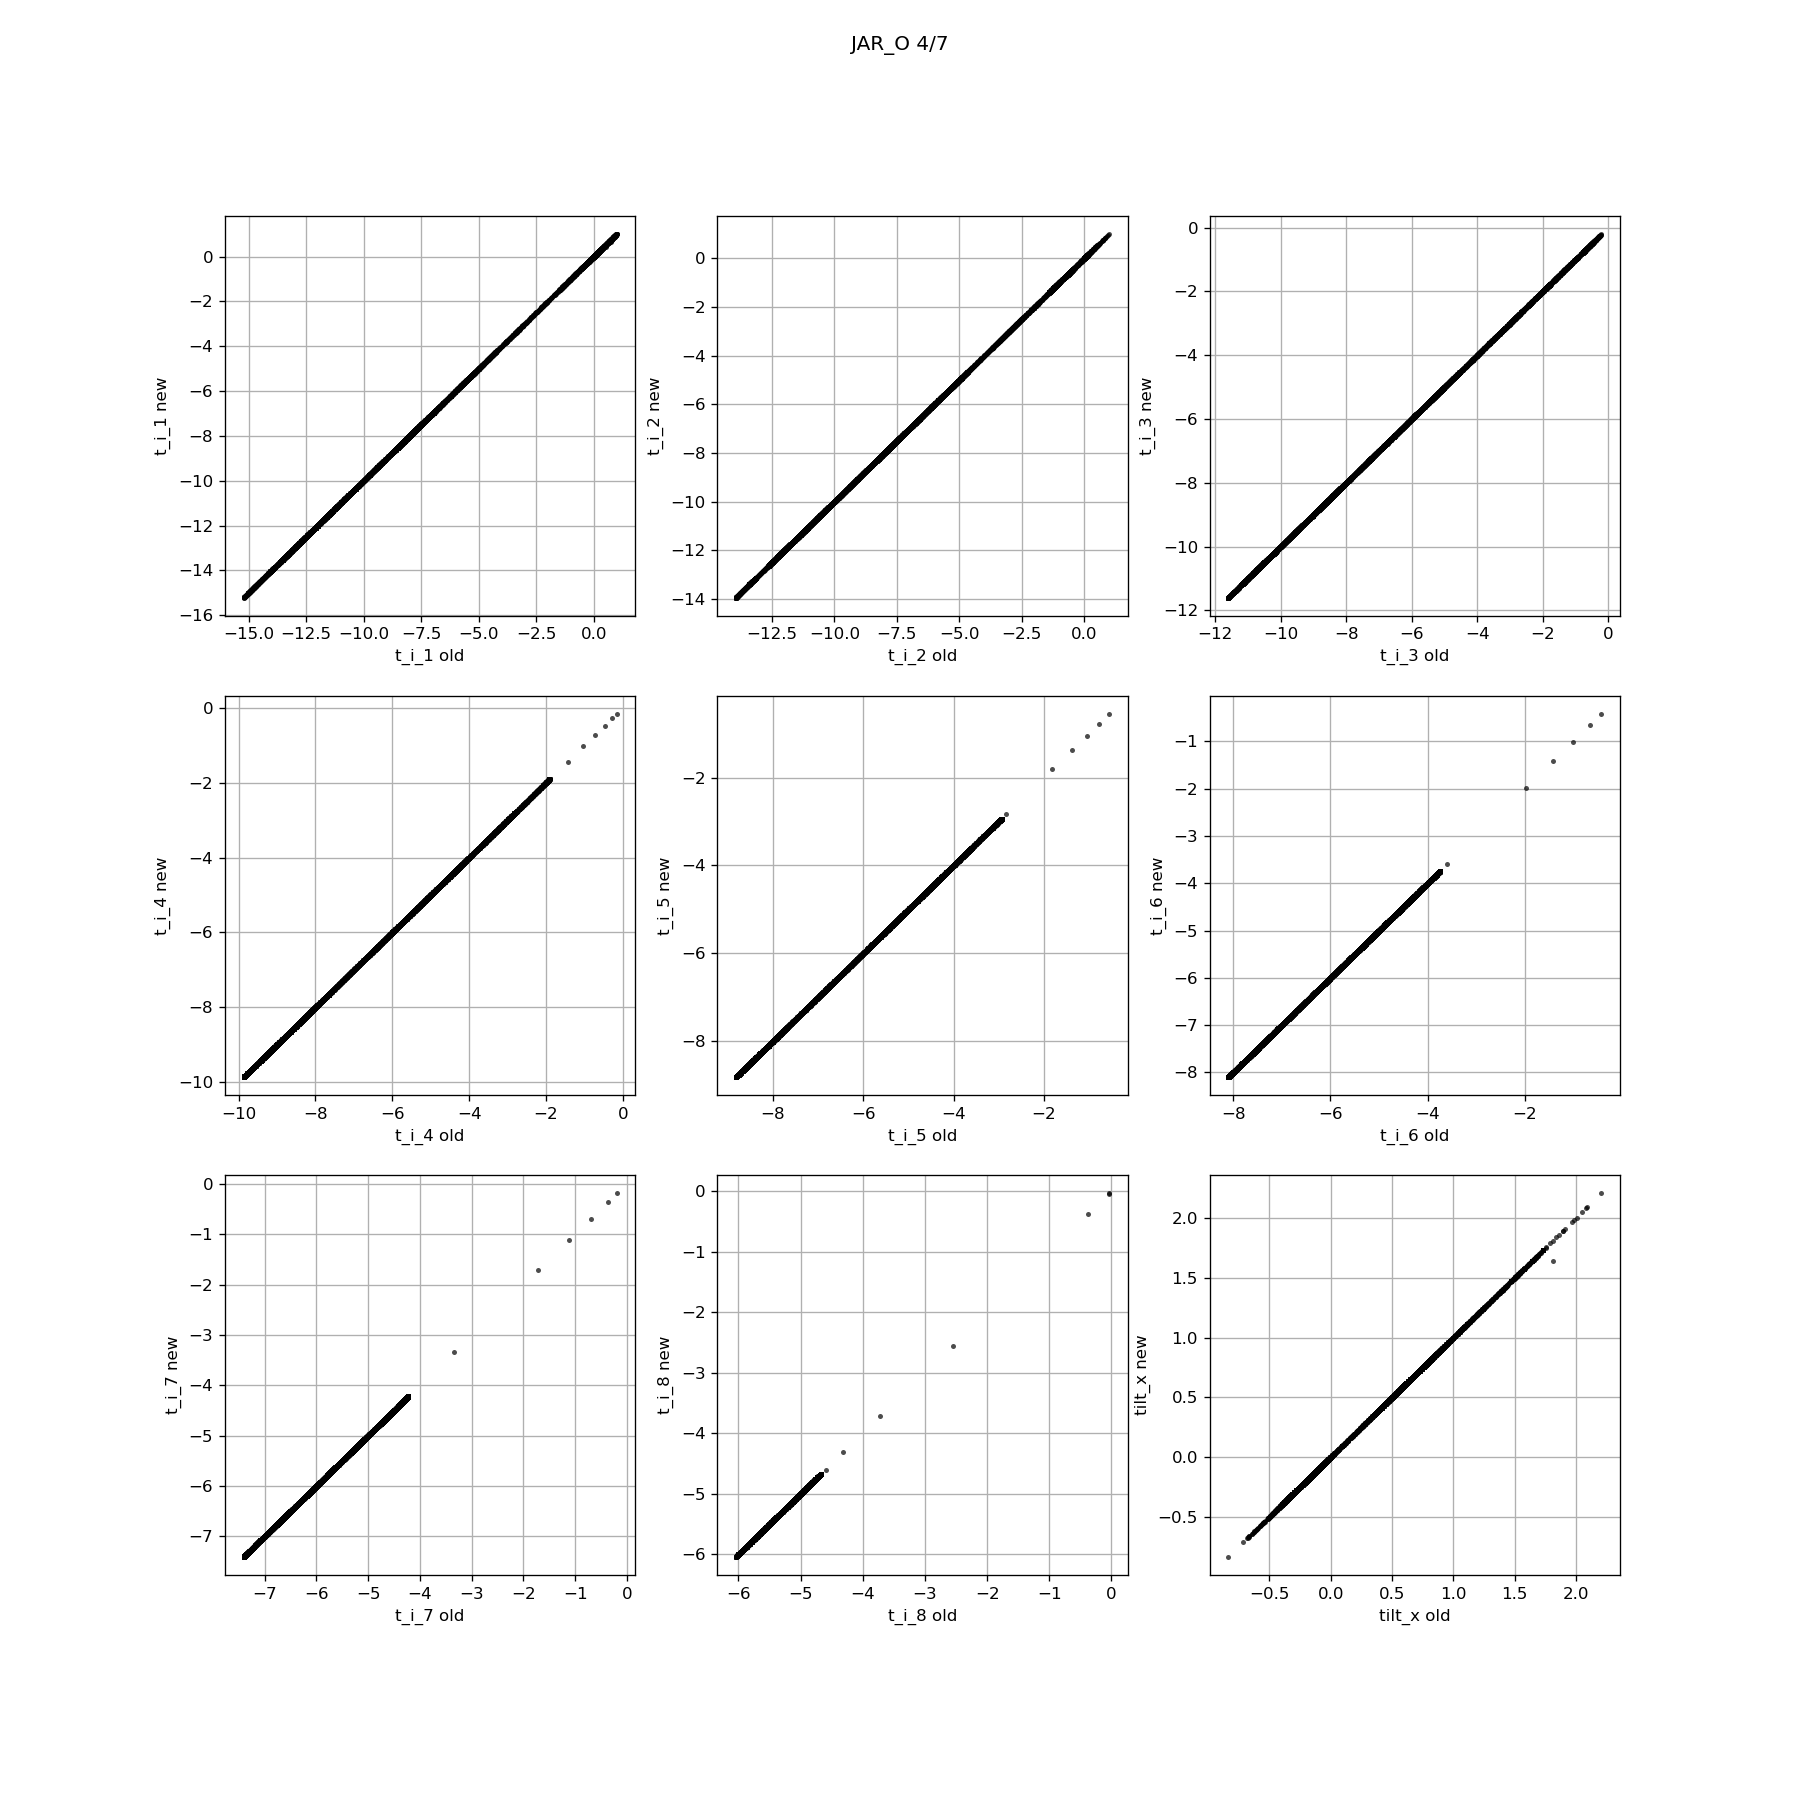 JAR_O 4/7
0
−2
−4
−6
−8
−10
−12
−14
−16
t_i_1 new
−15.0 −12.5 −10.0 −7.5 −5.0 −2.5 0.0
t_i_1 old
0
−2
−4
−6
−8
−10
−12
−14
t_i_2 new
−12.5 −10.0 −7.5 −5.0 −2.5 0.0
t_i_2 old
0
−2
−4
−6
−8
−10
−12
t_i_3 new
−12 −10 −8 −6 −4 −2 0
t_i_3 old
0
−2
−4
−6
−8
−10
t_i_4 new
−10 −8 −6 −4 −2 0
t_i_4 old
−2
−4
−6
−8
t_i_5 new
−8 −6 −4 −2
t_i_5 old
−1
−2
−3
−4
−5
−6
−7
−8
t_i_6 new
−8 −6 −4 −2
t_i_6 old
0
−1
−2
−3
−4
−5
−6
−7
t_i_7 new
−7 −6 −5 −4 −3 −2 −1 0
t_i_7 old
0
−1
−2
−3
−4
−5
−6
t_i_8 new
−6 −5 −4 −3 −2 −1 0
t_i_8 old
2.0
1.5
1.0
0.5
0.0
−0.5
tilt_x new
−0.5 0.0 0.5 1.0 1.5 2.0
tilt_x old